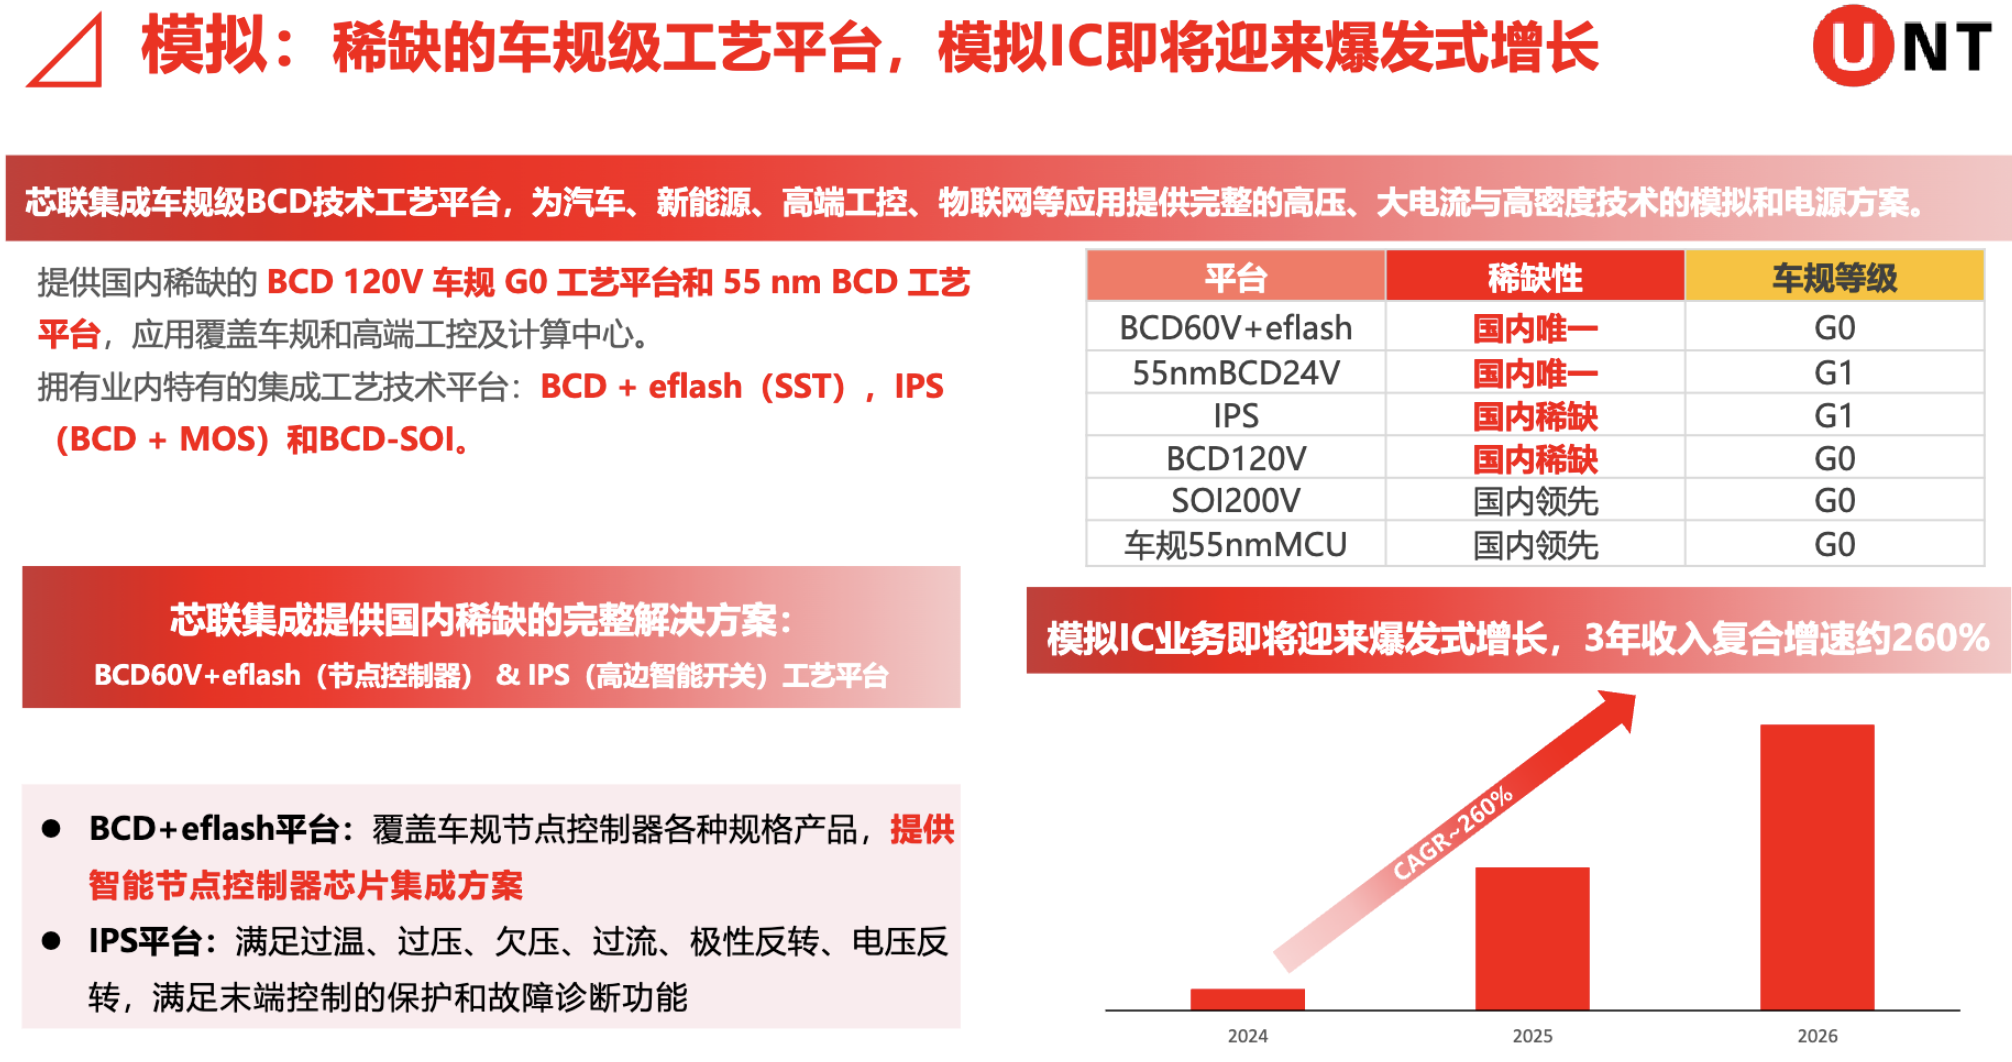 模拟：稀缺的车规级工艺平台，模拟IC即将迎来爆发式增长
UNT
芯联集成车规级BCD技术工艺平台，为汽车、新能源、高端工控、物联网等应用提供完整的高压、大电流与高密度技术的模拟和电源方案。
提供国内稀缺的 BCD 120V 车规 G0 工艺平台和 55 nm BCD 工艺
平台，应用覆盖车规和高端工控及计算中心。
拥有业内特有的集成工艺技术平台：BCD + eflash（SST），IPS
（BCD + MOS）和BCD-SOI。
平台 稀缺性 车规等级
BCD60V+eflash 国内唯一 G0
55nmBCD24V 国内唯一 G1
IPS 国内稀缺 G1
BCD120V 国内稀缺 G0
SOI200V 国内领先 G0
车规55nmMCU 国内领先 G0
芯联集成提供国内稀缺的完整解决方案：
BCD60V+eflash（节点控制器） & IPS（高边智能开关）工艺平台
● BCD+eflash平台：覆盖车规节点控制器各种规格产品，提供
智能节点控制器芯片集成方案
● IPS平台：满足过温、过压、欠压、过流、极性反转、电压反
转，满足末端控制的保护和故障诊断功能
模拟IC业务即将迎来爆发式增长，3年收入复合增速约260%
CAGR~260%
2024 2025 2026